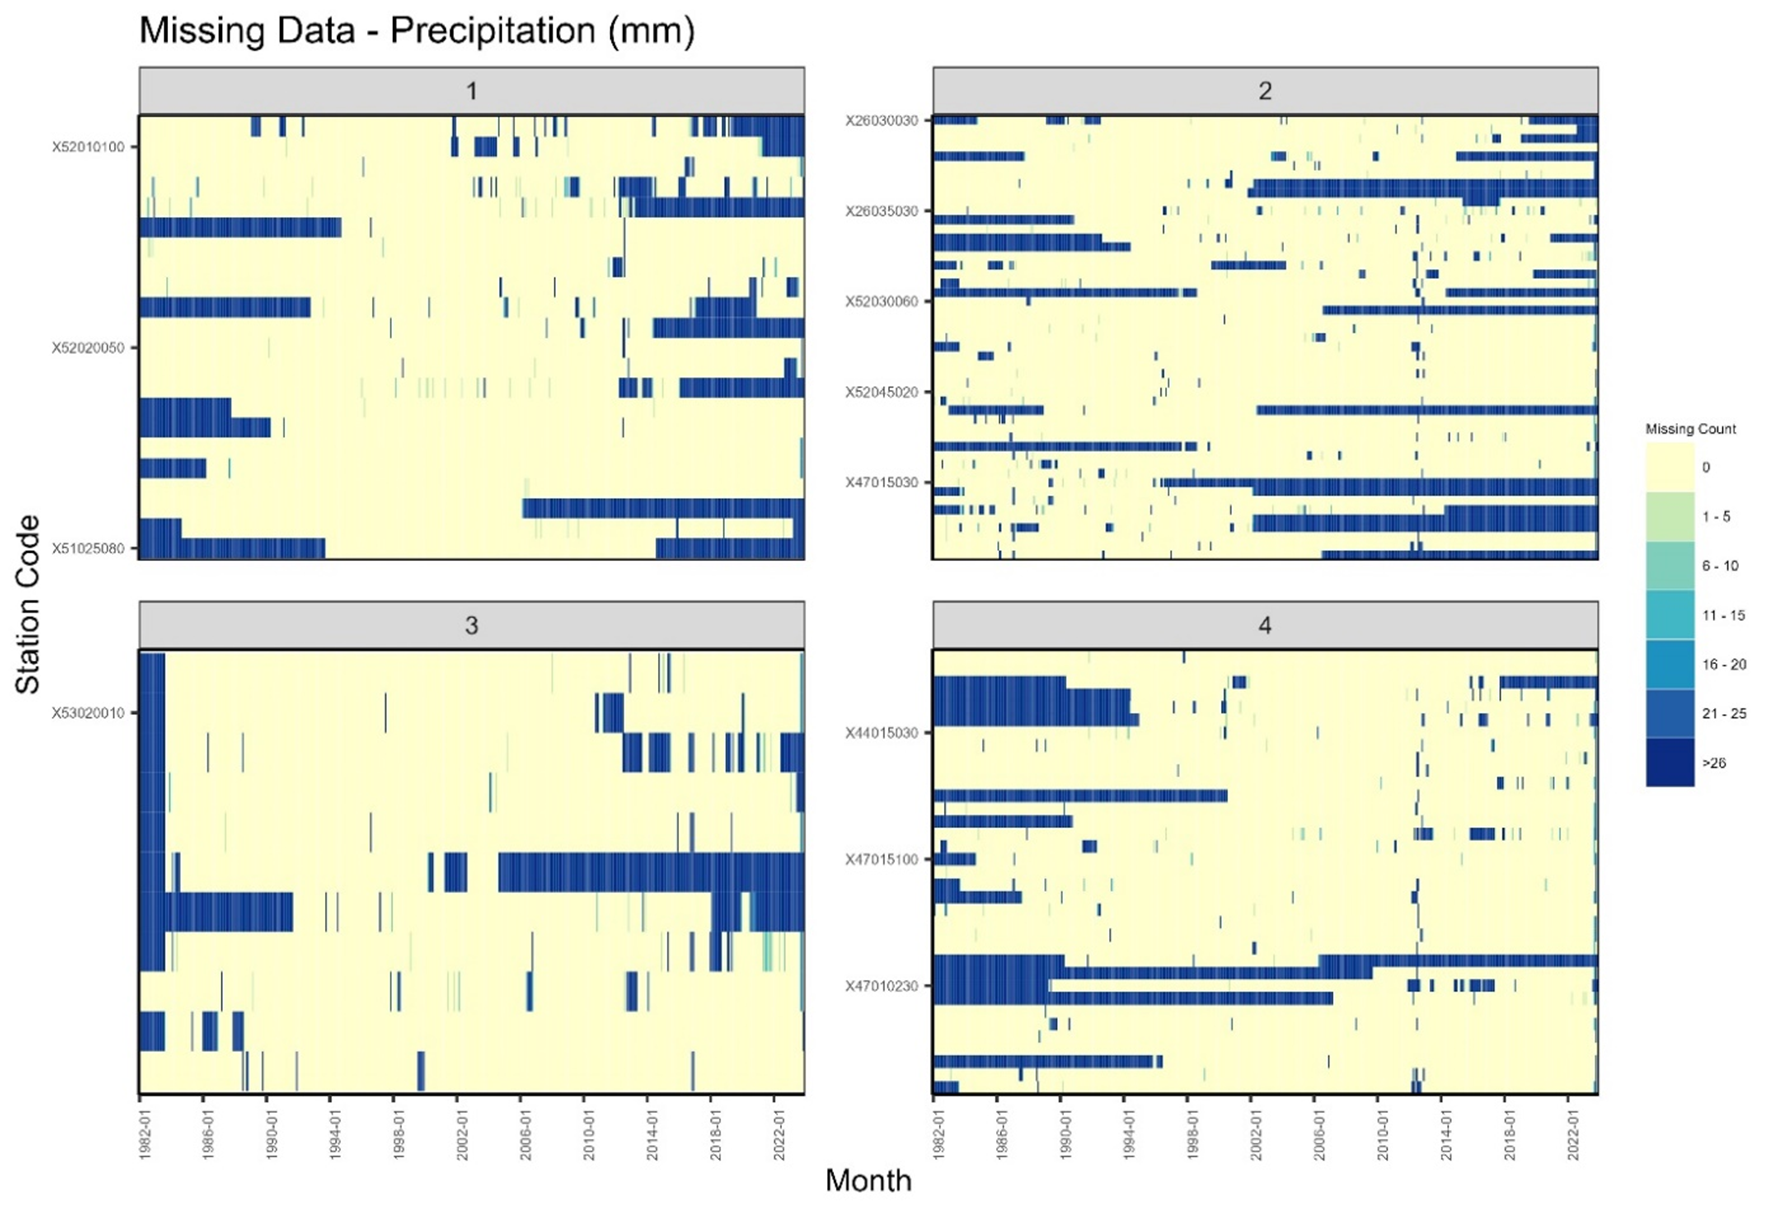 Missing Data - Precipitation (mm)
1
2
X52010100
X52020050
X51025080
X26030030
X26035030
X52030060
X52045020
X47015030
3
4
X53020010
X44015030
X47015100
X47010230
Station Code
1982-01
1986-01
1990-01
1994-01
1998-01
2002-01
2006-01
2010-01
2014-01
2018-01
2022-01
1982-01
1986-01
1990-01
1994-01
1998-01
2002-01
2006-01
2010-01
2014-01
2018-01
2022-01
Month
Missing Count
0
1 - 5
6 - 10
11 - 15
16 - 20
21 - 25
>26